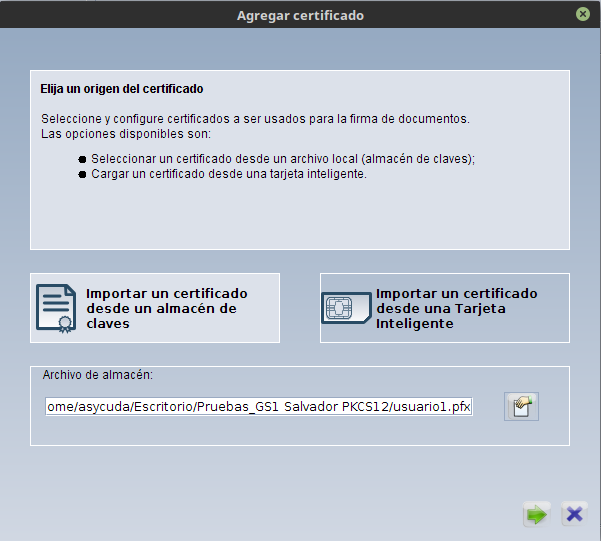 Agregar certificado
Elija un origen del certificado
Seleccione y configure certificados a ser usados para la firma de documentos.
Las opciones disponibles son:
Seleccionar un certificado desde un archivo local (almacén de claves);
Cargar un certificado desde una tarjeta inteligente.
Importar un certificado
desde un almacén de
claves
Importar un certificado
desde una Tarjeta
Inteligente
Archivo de almacén:
ome/asycuda/Escritorio/Pruebas_GS1 Salvador PKCS12/usuario1.pfx